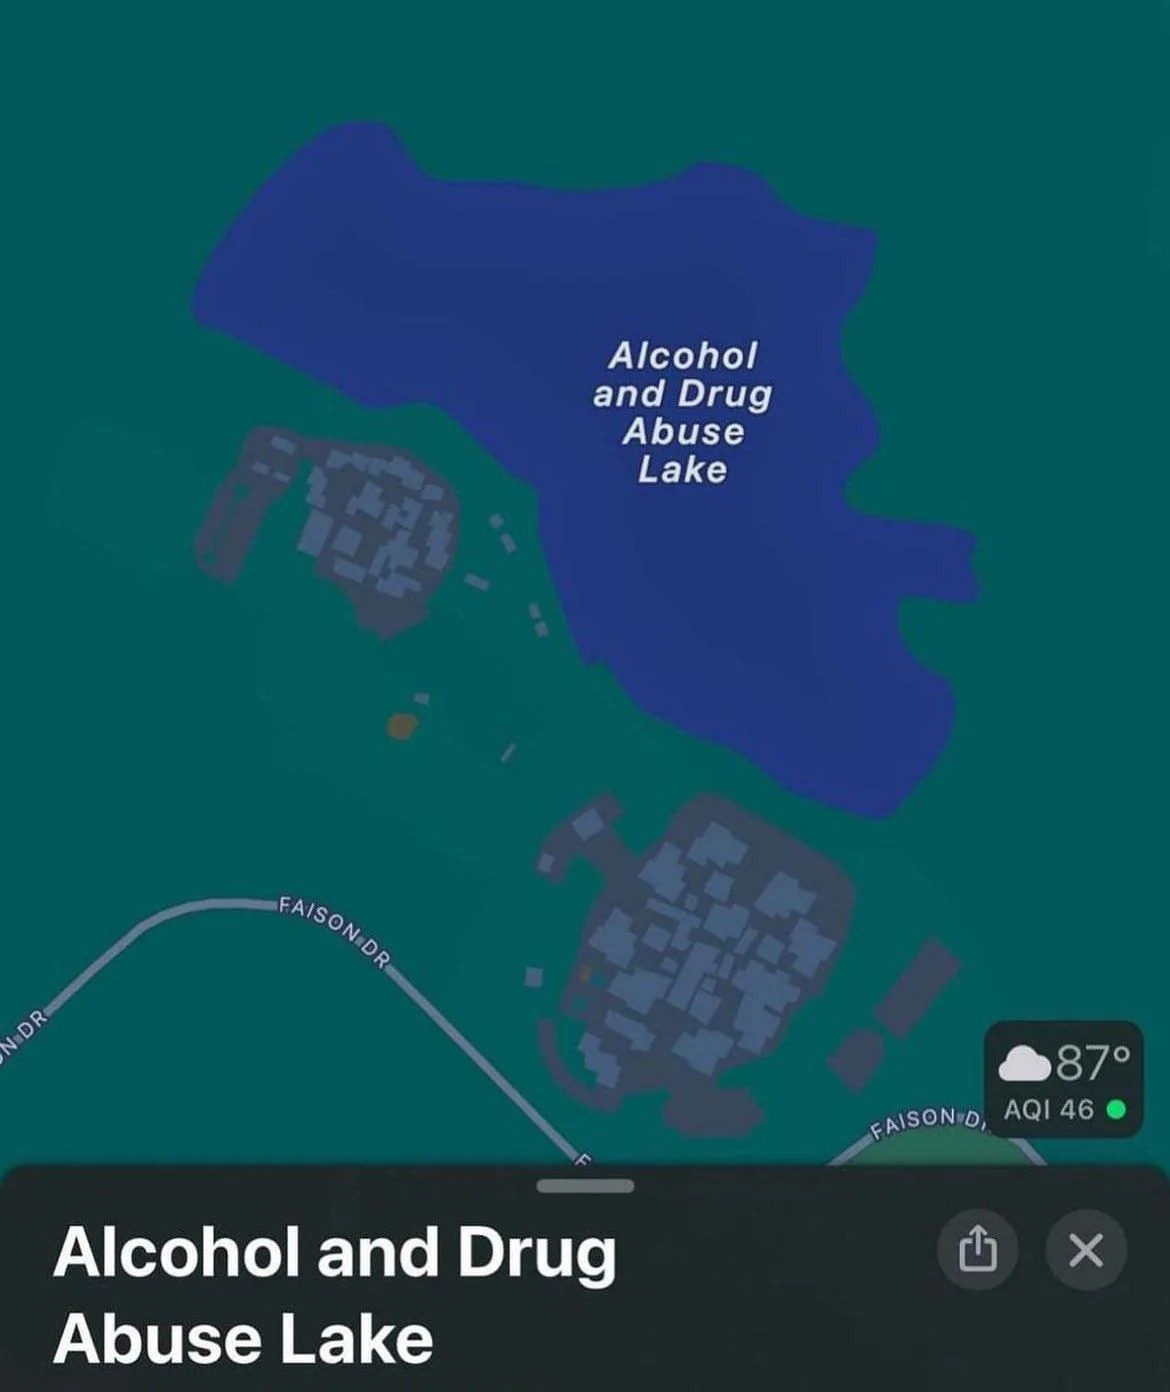 Alcohol
and Drug
Abuse
Lake
FAISON DR
N DR
87°
AQI 46
FAISON D
F
Alcohol and Drug
Abuse Lake